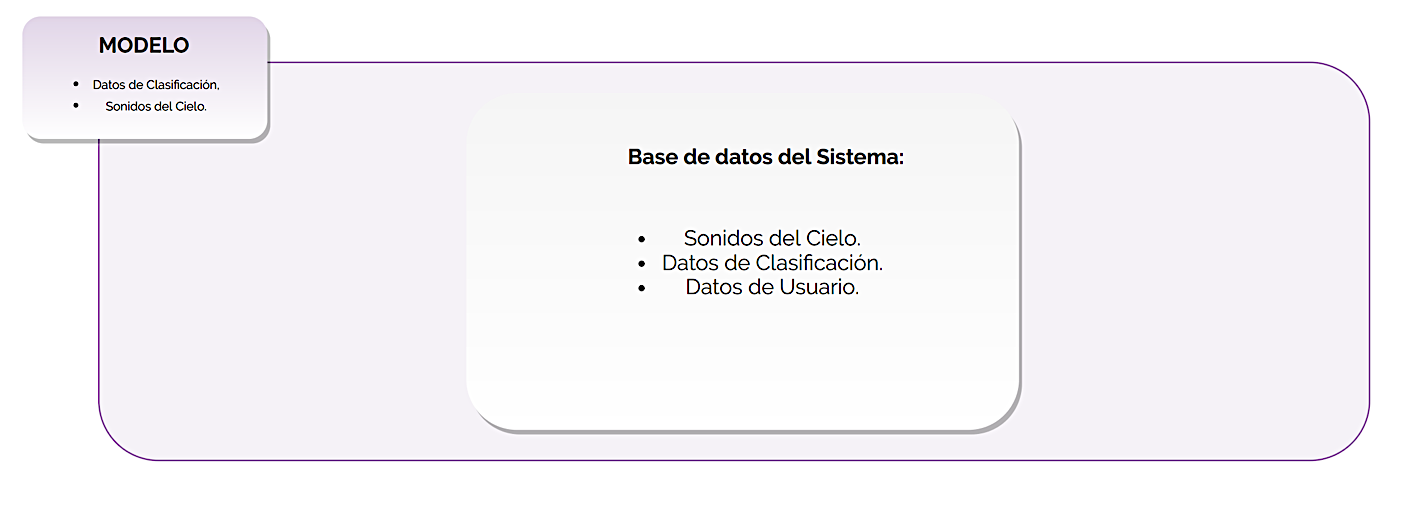 MODELO
• Datos de Clasificación,
• Sonidos del Cielo.
Base de datos del Sistema:
• Sonidos del Cielo.
• Datos de Clasificación.
• Datos de Usuario.